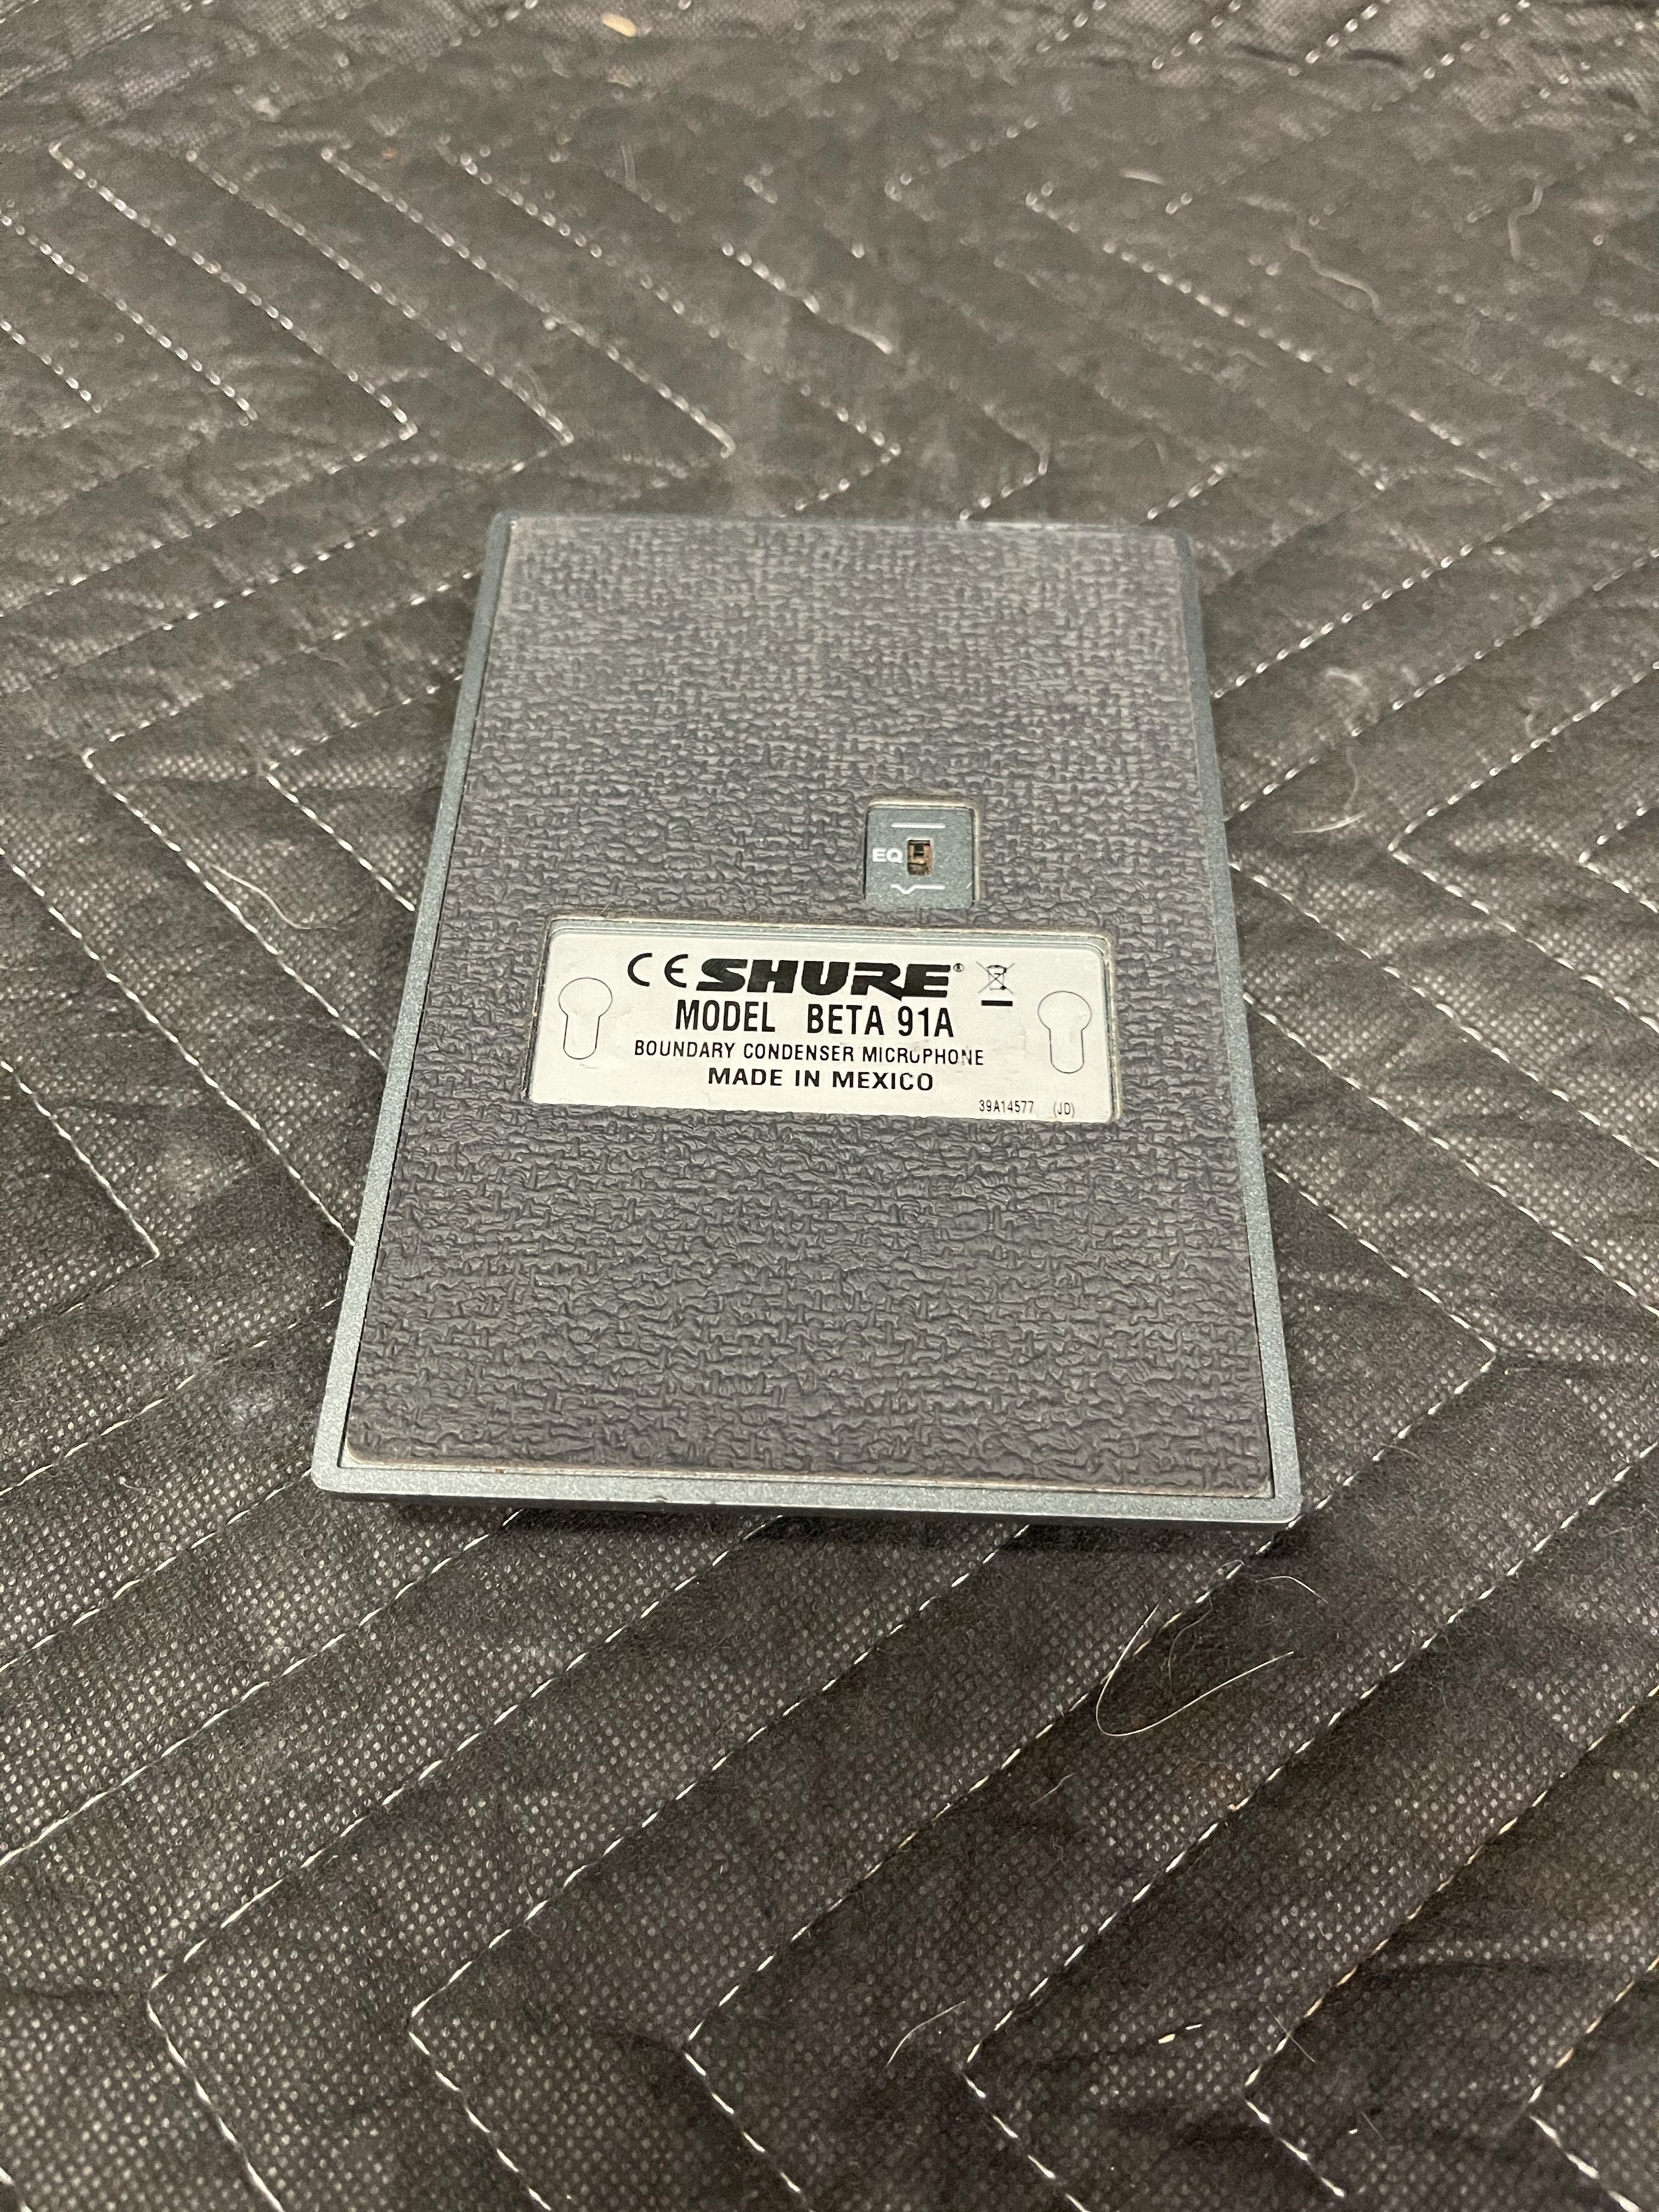 EQ
CE SHURE®
MODEL BETA 91A
BOUNDARY CONDENSER MICROPHONE
MADE IN MEXICO
39A14577 (JD)